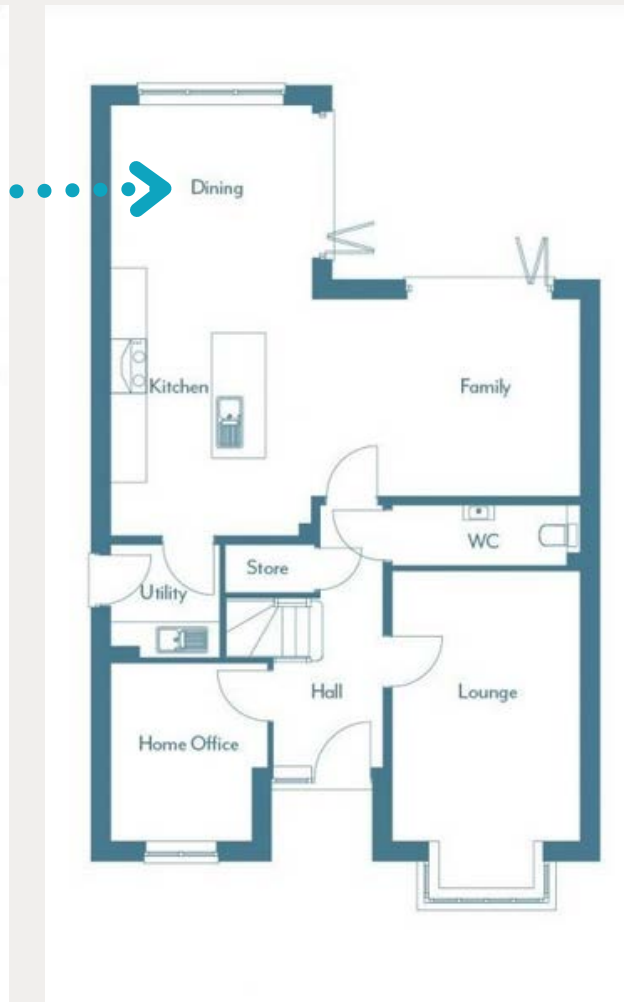 Dining
Kitchen
Family
WC
Store
Utility
Hall
Lounge
Home Office